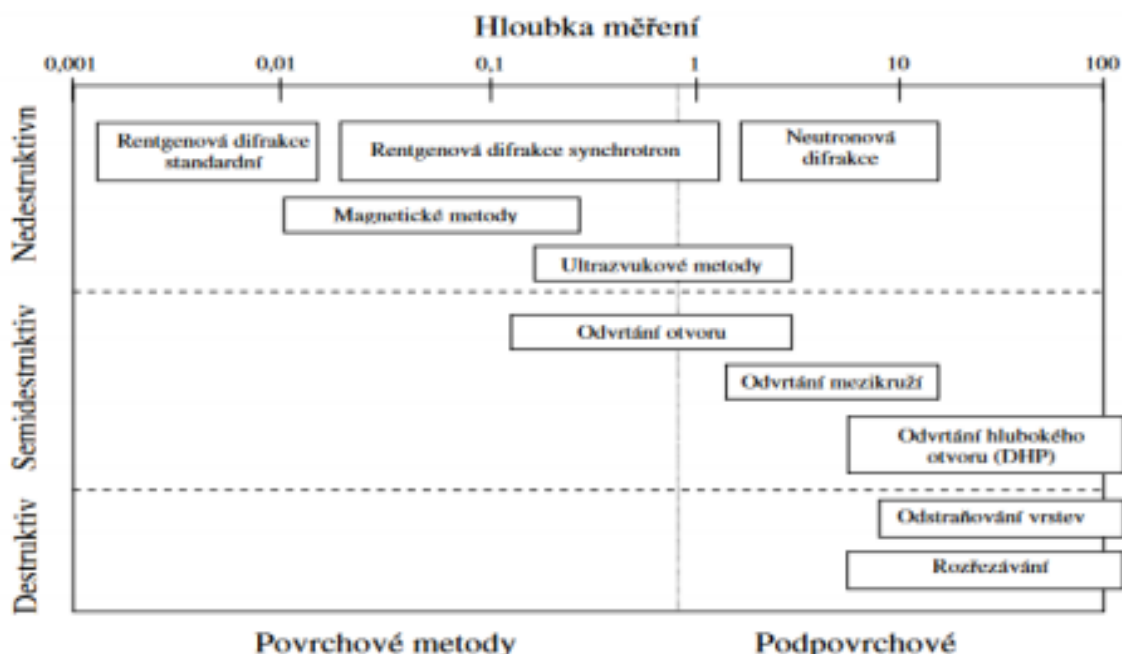 Hloubka měření
0,001 0,01 0,1 1 10 100
Nedestruktivn
Rentgenová difrakce
standardní
Rentgenová difrakce synchrotron
Neutronová
difrakce
Magnetické metody
Ultrazvukové metody
Semidestruktiv
Odvrtání otvoru
Odvrtání mezikruží
Odvrtání hlubokého
otvoru (DHP)
Destruktiv
Odstraňování vrstev
Rozřezávání
Povrchové metody Podpovrchové